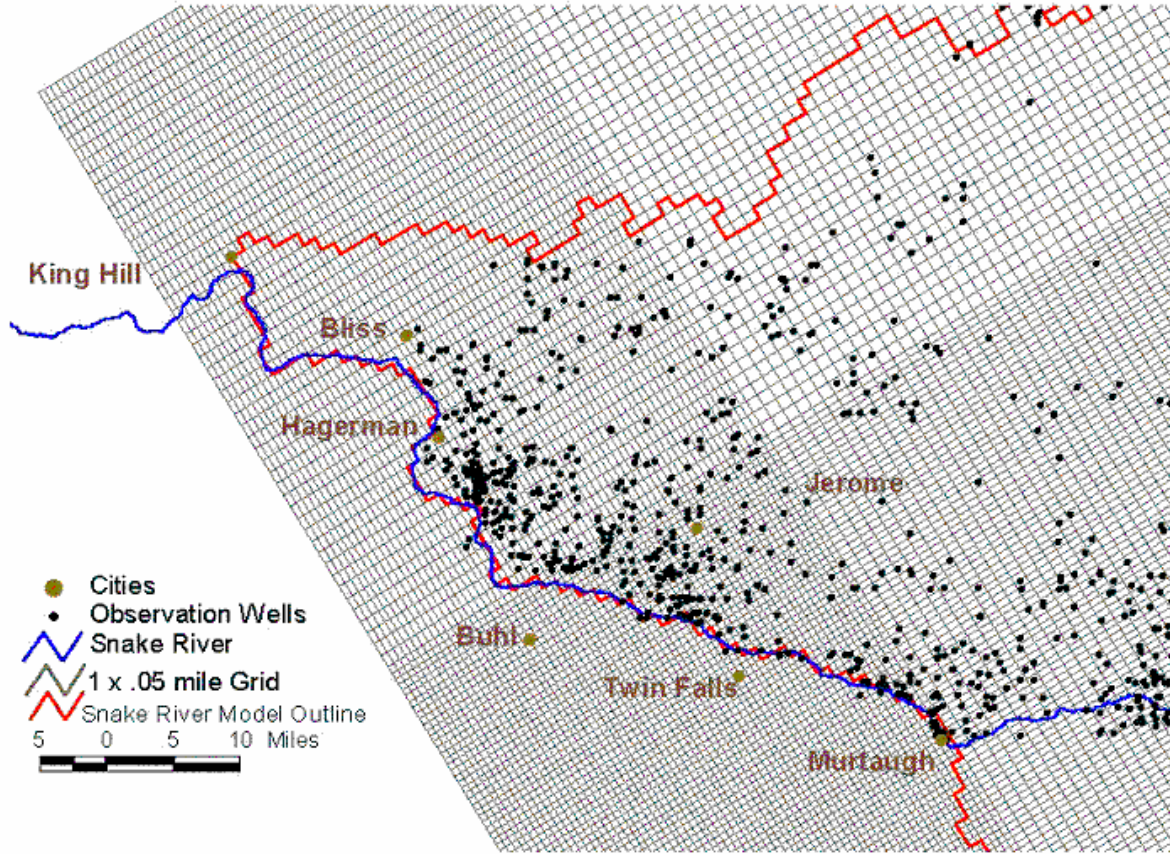 King Hill
Bliss
Hagerman
Jerome
Cities
Observation Wells
Snake River
1 x .05 mile Grid
Snake River Model Outline
5 0 5 10 Miles
Buhl
Twin Falls
Murtaugh